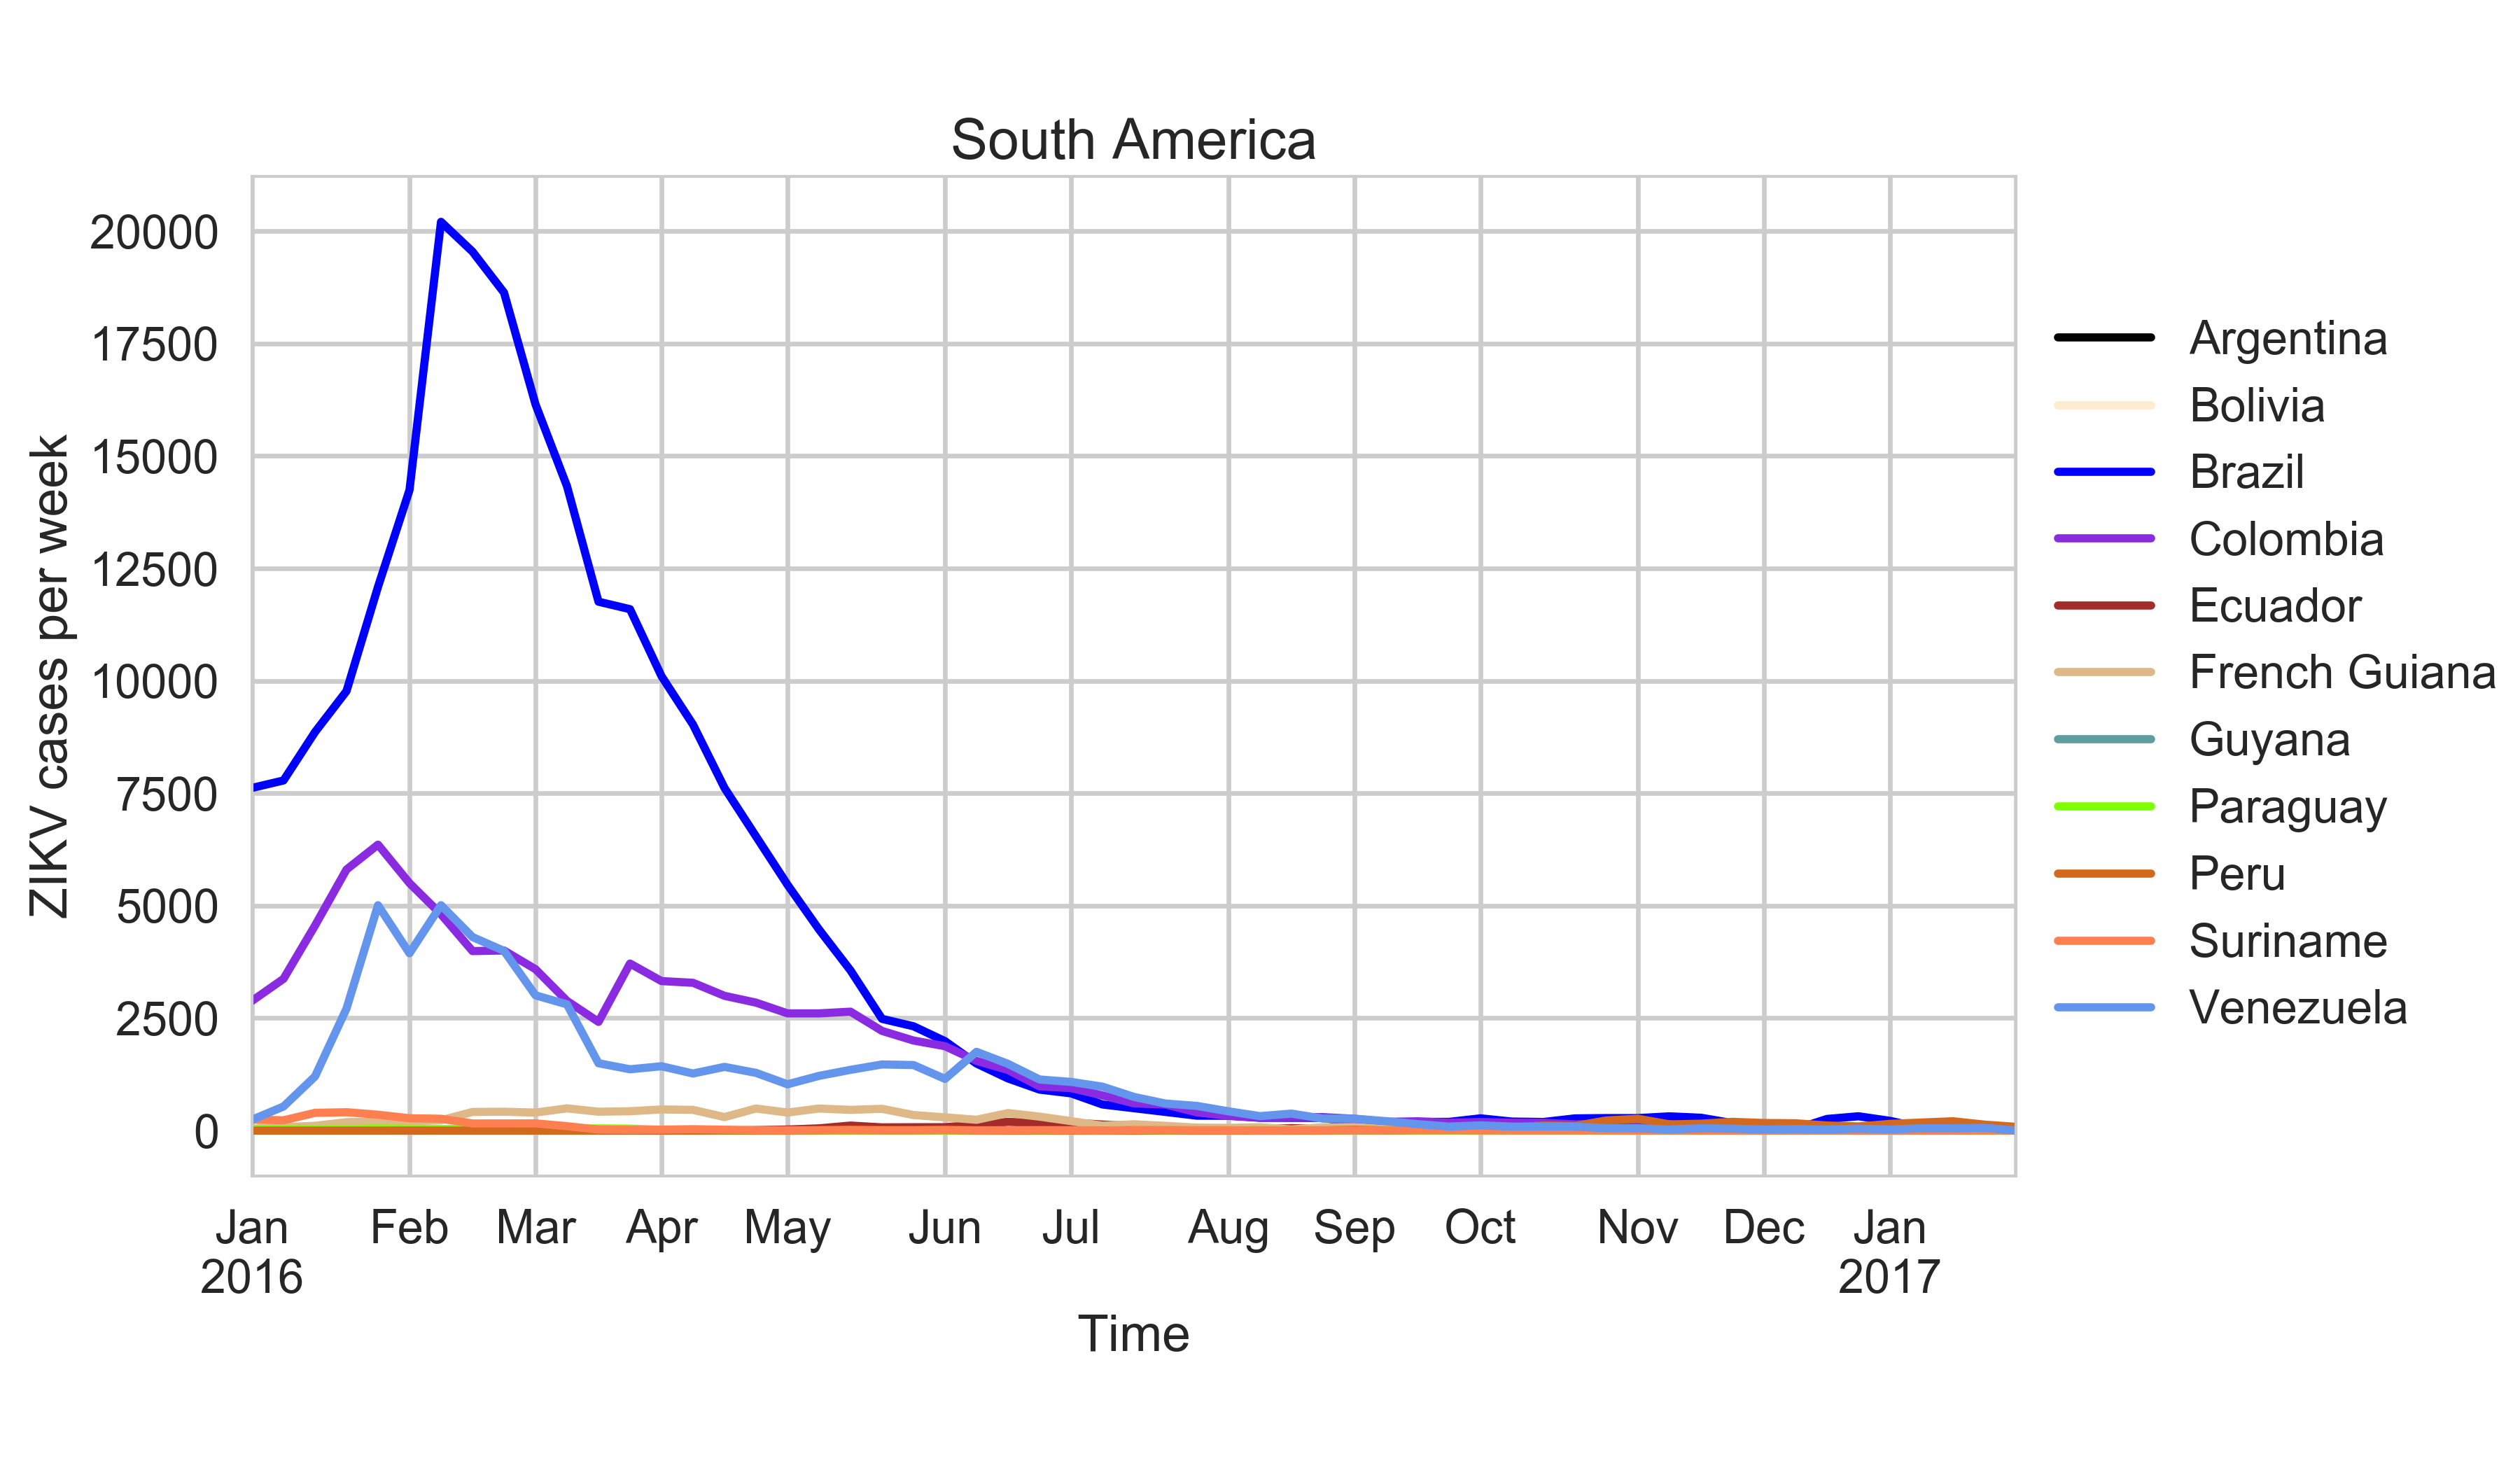 South America
ZIKV cases per week
20000
17500
15000
12500
10000
7500
5000
2500
0
Jan Feb Mar Apr May Jun Jul Aug Sep Oct Nov Dec Jan
2016 2017
Time
Argentina
Bolivia
Brazil
Colombia
Ecuador
French Guiana
Guyana
Paraguay
Peru
Suriname
Venezuela